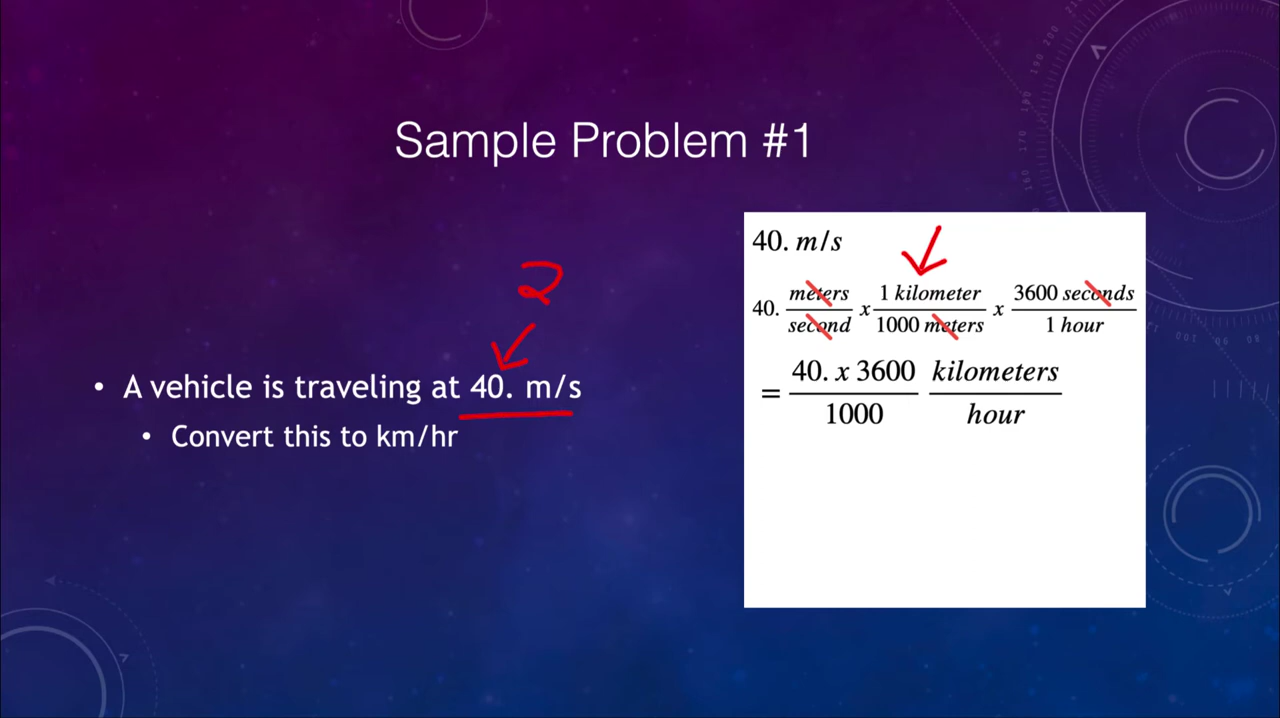 Sample Problem #1
2
• A vehicle is traveling at 40. m/s
• Convert this to km/hr
40. m/s
40. meters/second x 1 kilometer/1000 meters x 3600 seconds/1 hour
= 40. x 3600/1000 kilometers/hour